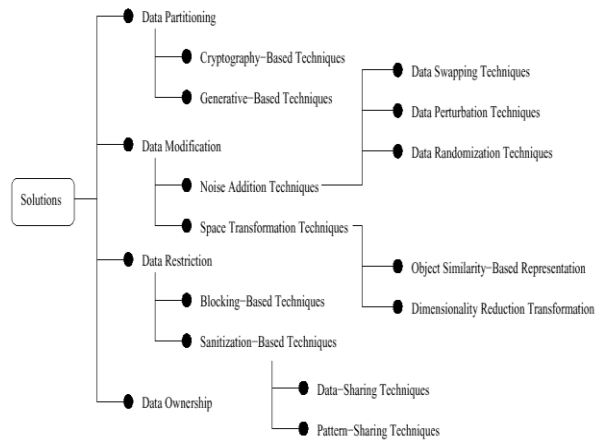 Solutions
Data Partitioning
Cryptography-Based Techniques
Generative-Based Techniques
Data Modification
Noise Addition Techniques
Data Swapping Techniques
Data Perturbation Techniques
Data Randomization Techniques
Space Transformation Techniques
Object Similarity-Based Representation
Dimensionality Reduction Transformation
Data Restriction
Blocking-Based Techniques
Sanitization-Based Techniques
Data-Sharing Techniques
Pattern-Sharing Techniques
Data Ownership